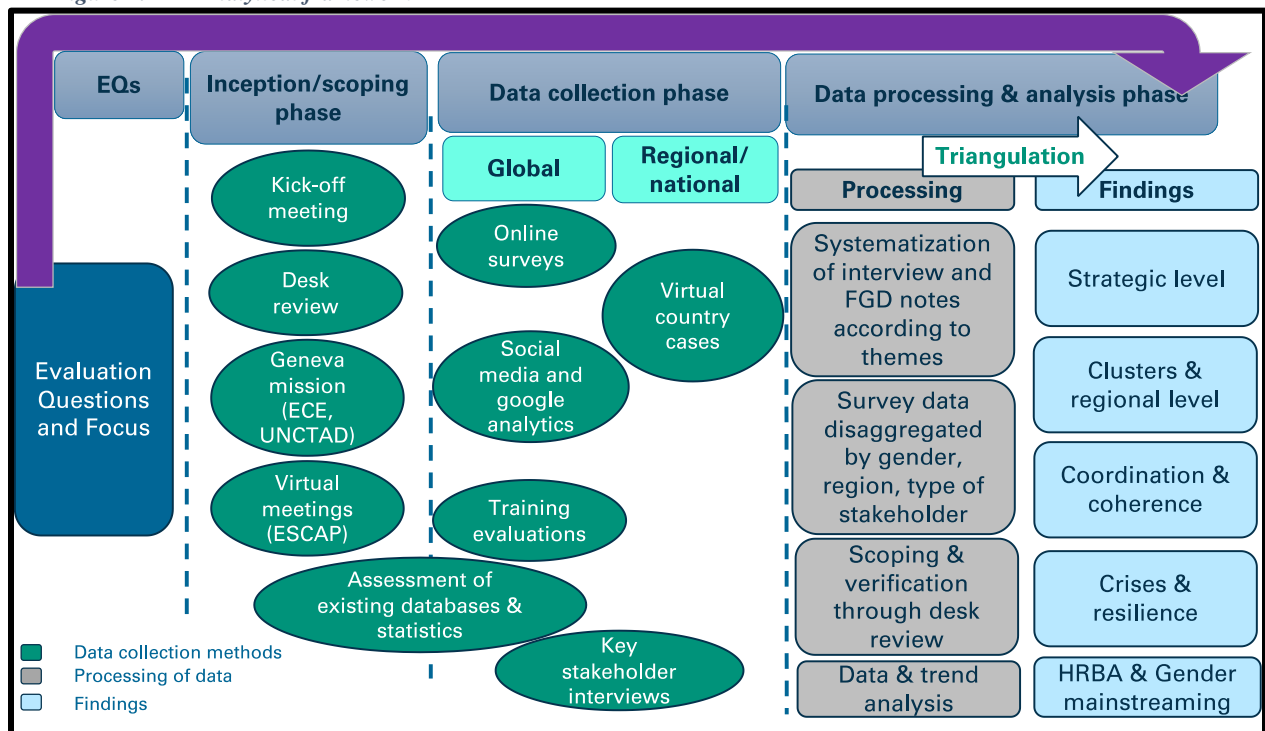 EQs
Inception/scoping
phase
Data collection phase
Data processing & analysis phase
Triangulation
Global
Regional/
national
Processing
Findings
Evaluation
Questions
and Focus
Kick-off
meeting
Desk
review
Geneva
mission
(ECE,
UNCTAD)
Virtual
meetings
(ESCAP)
Assessment of
existing databases &
statistics
Online
surveys
Social
media and
google
analytics
Training
evaluations
Key
stakeholder
interviews
Virtual
country
cases
Systematization
of interview and
FGD notes
according to
themes
Survey data
disaggregated
by gender,
region, type of
stakeholder
Scoping &
verification
through desk
review
Data & trend
analysis
Strategic level
Clusters &
regional level
Coordination &
coherence
Crises &
resilience
HRBA & Gender
mainstreaming
Data collection methods
Processing of data
Findings